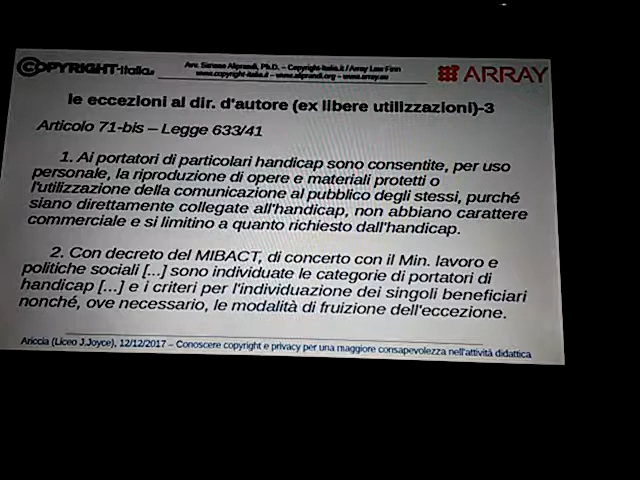 COPYRIGHT-Italia.it
Avv. Simone Aliprandi, Ph.D. – Copyright-Italia.it / Array Law Firm
www.copyright-italia.it – www.aliprandi.org – www.array.eu
ARRAY
le eccezioni al dir. d'autore (ex libere utilizzazioni)-3
Articolo 71-bis – Legge 633/41
1. Ai portatori di particolari handicap sono consentite, per uso
personale, la riproduzione di opere e materiali protetti o
l'utilizzazione della comunicazione al pubblico degli stessi, purché
siano direttamente collegate all'handicap, non abbiano carattere
commerciale e si limitino a quanto richiesto dall'handicap.
2. Con decreto del MIBACT, di concerto con il Min. lavoro e
politiche sociali [...] sono individuate le categorie di portatori di
handicap [...] e i criteri per l'individuazione dei singoli beneficiari
nonché, ove necessario, le modalità di fruizione dell'eccezione.
Ariccia (Liceo J.Joyce), 12/12/2017 – Conoscere copyright e privacy per una maggiore consapevolezza nell'attività didattica